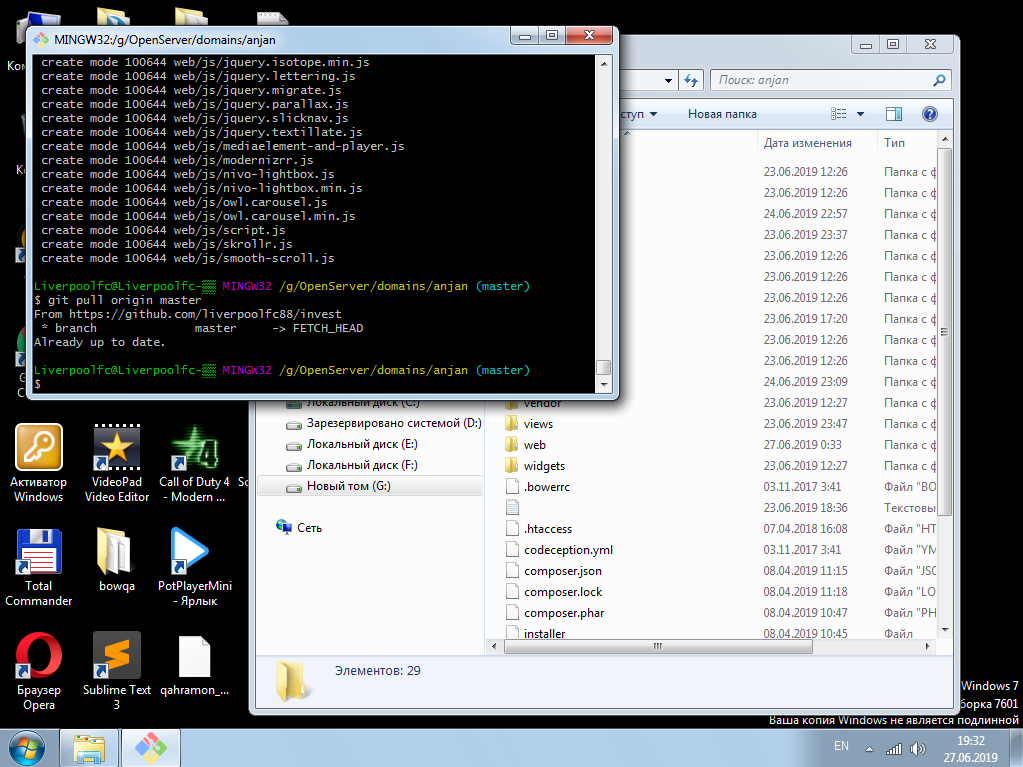 MINGW32:/g/OpenServer/domains/anjan
create mode 100644 web/js/jquery.isotope.min.js
create mode 100644 web/js/jquery.lettering.js
create mode 100644 web/js/jquery.migrate.js
create mode 100644 web/js/jquery.parallax.js
create mode 100644 web/js/jquery.slicknav.js
create mode 100644 web/js/jquery.textillate.js
create mode 100644 web/js/mediaelement-and-player.js
create mode 100644 web/js/modernizrr.js
create mode 100644 web/js/nivo-lightbox.js
create mode 100644 web/js/nivo-lightbox.min.js
create mode 100644 web/js/owl.carousel.js
create mode 100644 web/js/owl.carousel.min.js
create mode 100644 web/js/script.js
create mode 100644 web/js/skrollr.js
create mode 100644 web/js/smooth-scroll.js
Liverpoolfc@Liverpoolfc-▒▒ MINGW32 /g/OpenServer/domains/anjan (master)
$ git pull origin master
From https://github.com/liverpoolfc88/invest
* branch master -> FETCH_HEAD
Already up to date.
Liverpoolfc@Liverpoolfc-▒▒ MINGW32 /g/OpenServer/domains/anjan (master)
$
Поиск: anjan
ступ
Новая папка
Дата изменения Тип
23.06.2019 12:26 Папка с ф
23.06.2019 12:26 Папка с ф
24.06.2019 22:57 Папка с ф
23.06.2019 23:37 Папка с ф
23.06.2019 12:26 Папка с ф
23.06.2019 12:26 Папка с ф
23.06.2019 12:26 Папка с ф
23.06.2019 17:20 Папка с ф
23.06.2019 12:26 Папка с ф
23.06.2019 12:26 Папка с ф
24.06.2019 23:09 Папка с ф
vendor 23.06.2019 12:27 Папка с ф
views 23.06.2019 23:47 Папка с ф
web 27.06.2019 0:33 Папка с ф
widgets 23.06.2019 12:27 Папка с ф
.bowerrc 03.11.2017 3:41 Файл "BO
23.06.2019 18:36 Текстовы
.htaccess 07.04.2018 16:08 Файл "HT
codeception.yml 03.11.2017 3:41 Файл "YM
composer.json 08.04.2019 11:15 Файл "JSC
composer.lock 08.04.2019 11:18 Файл "LO
composer.phar 08.04.2019 10:47 Файл "PH
installer 08.04.2019 10:45 Файл
Локальный диск (C:)
Зарезервировано системой (D:)
Локальный диск (E:)
Локальный диск (F:)
Новый том (G:)
Сеть
Элементов: 29
Активатор
Windows
VideoPad
Video Editor
Call of Duty 4
- Modern ...
Total
Commander
bowqa
PotPlayerMini
- Ярлык
Браузер
Opera
Sublime Text
3
qahramon_...
Windows 7
борка 7601
Ваша копия Windows не является подлинной
EN
19:32
27.06.2019